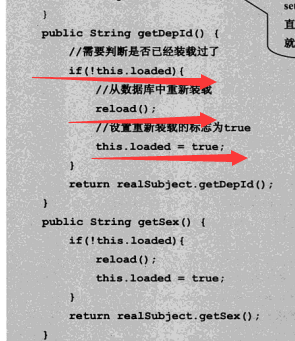 }
public String getDepId() {
//需要判断是否已经装载过了
if(!this.loaded){
//从数据库中重新装载
reload();
//设置重新装载的标志为true
this.loaded = true;
}
return realSubject.getDepId();
}
public String getSex() {
if(!this.loaded){
reload();
this.loaded = true;
}
return realSubject.getSex();
}
se
直
就